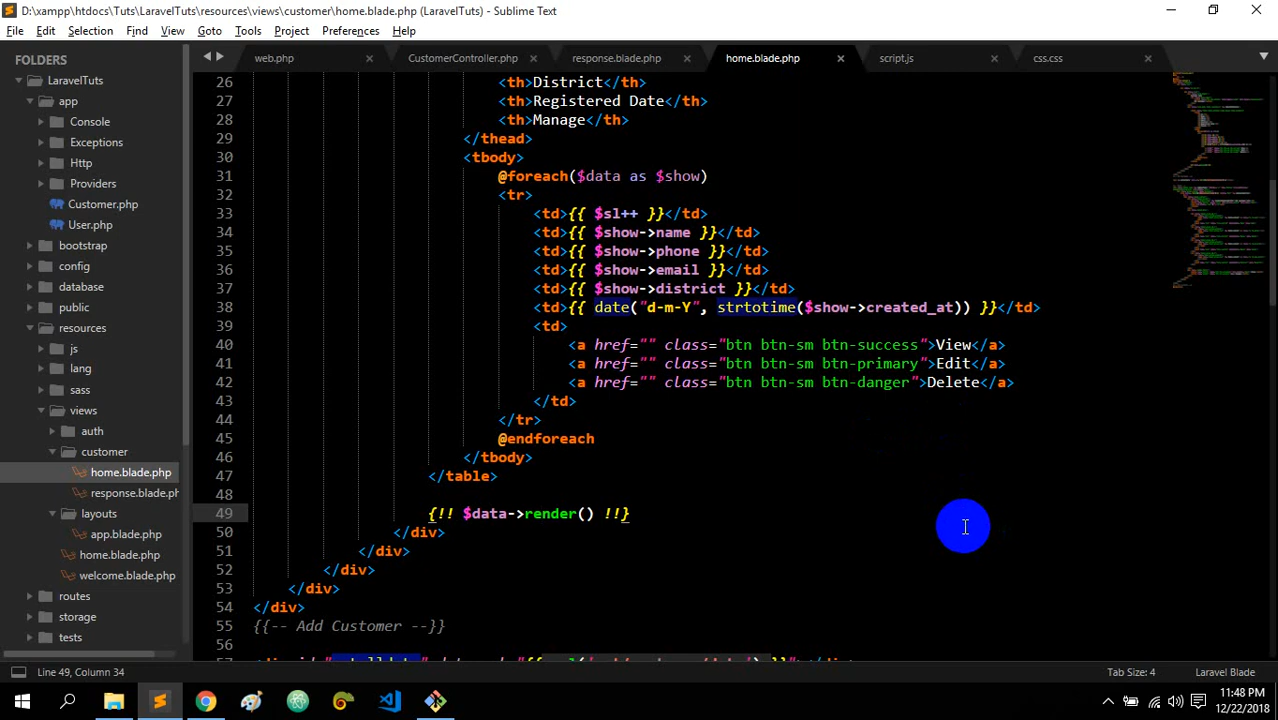 D:\xampp\htdocs\Tuts\LaravelTuts\resources\views\customer\home.blade.php (LaravelTuts) - Sublime Text
File Edit Selection Find View Goto Tools Project Preferences Help
FOLDERS
LaravelTuts
app
Console
Exceptions
Http
Providers
Customer.php
User.php
bootstrap
config
database
public
resources
js
lang
sass
views
auth
customer
home.blade.php
response.blade.ph
layouts
app.blade.php
home.blade.php
welcome.blade.php
routes
storage
tests
web.php CustomerController.php response.blade.php home.blade.php script.js css.css
26 <th>District</th>
27 <th>Registered Date</th>
28 <th>Manage</th>
29 </thead>
30 <tbody>
31 @foreach($data as $show)
32 <tr>
33 <td>{{ $sl++ }}</td>
34 <td>{{ $show->name }}</td>
35 <td>{{ $show->phone }}</td>
36 <td>{{ $show->email }}</td>
37 <td>{{ $show->district }}</td>
38 <td>{{ date("d-m-Y", strtotime($show->created_at)) }}</td>
39 <td>
40 <a href="" class="btn btn-sm btn-success">View</a>
41 <a href="" class="btn btn-sm btn-primary">Edit</a>
42 <a href="" class="btn btn-sm btn-danger">Delete</a>
43 </td>
44 </tr>
45 @endforeach
46 </tbody>
47 </table>
48
49 {!! $data->render() !!}
50 </div>
51 </div>
52 </div>
53 </div>
54 </div>
55 {{-- Add Customer --}}
56
57
Line 49, Column 34 Tab Size: 4 Laravel Blade
11:48 PM
12/22/2018